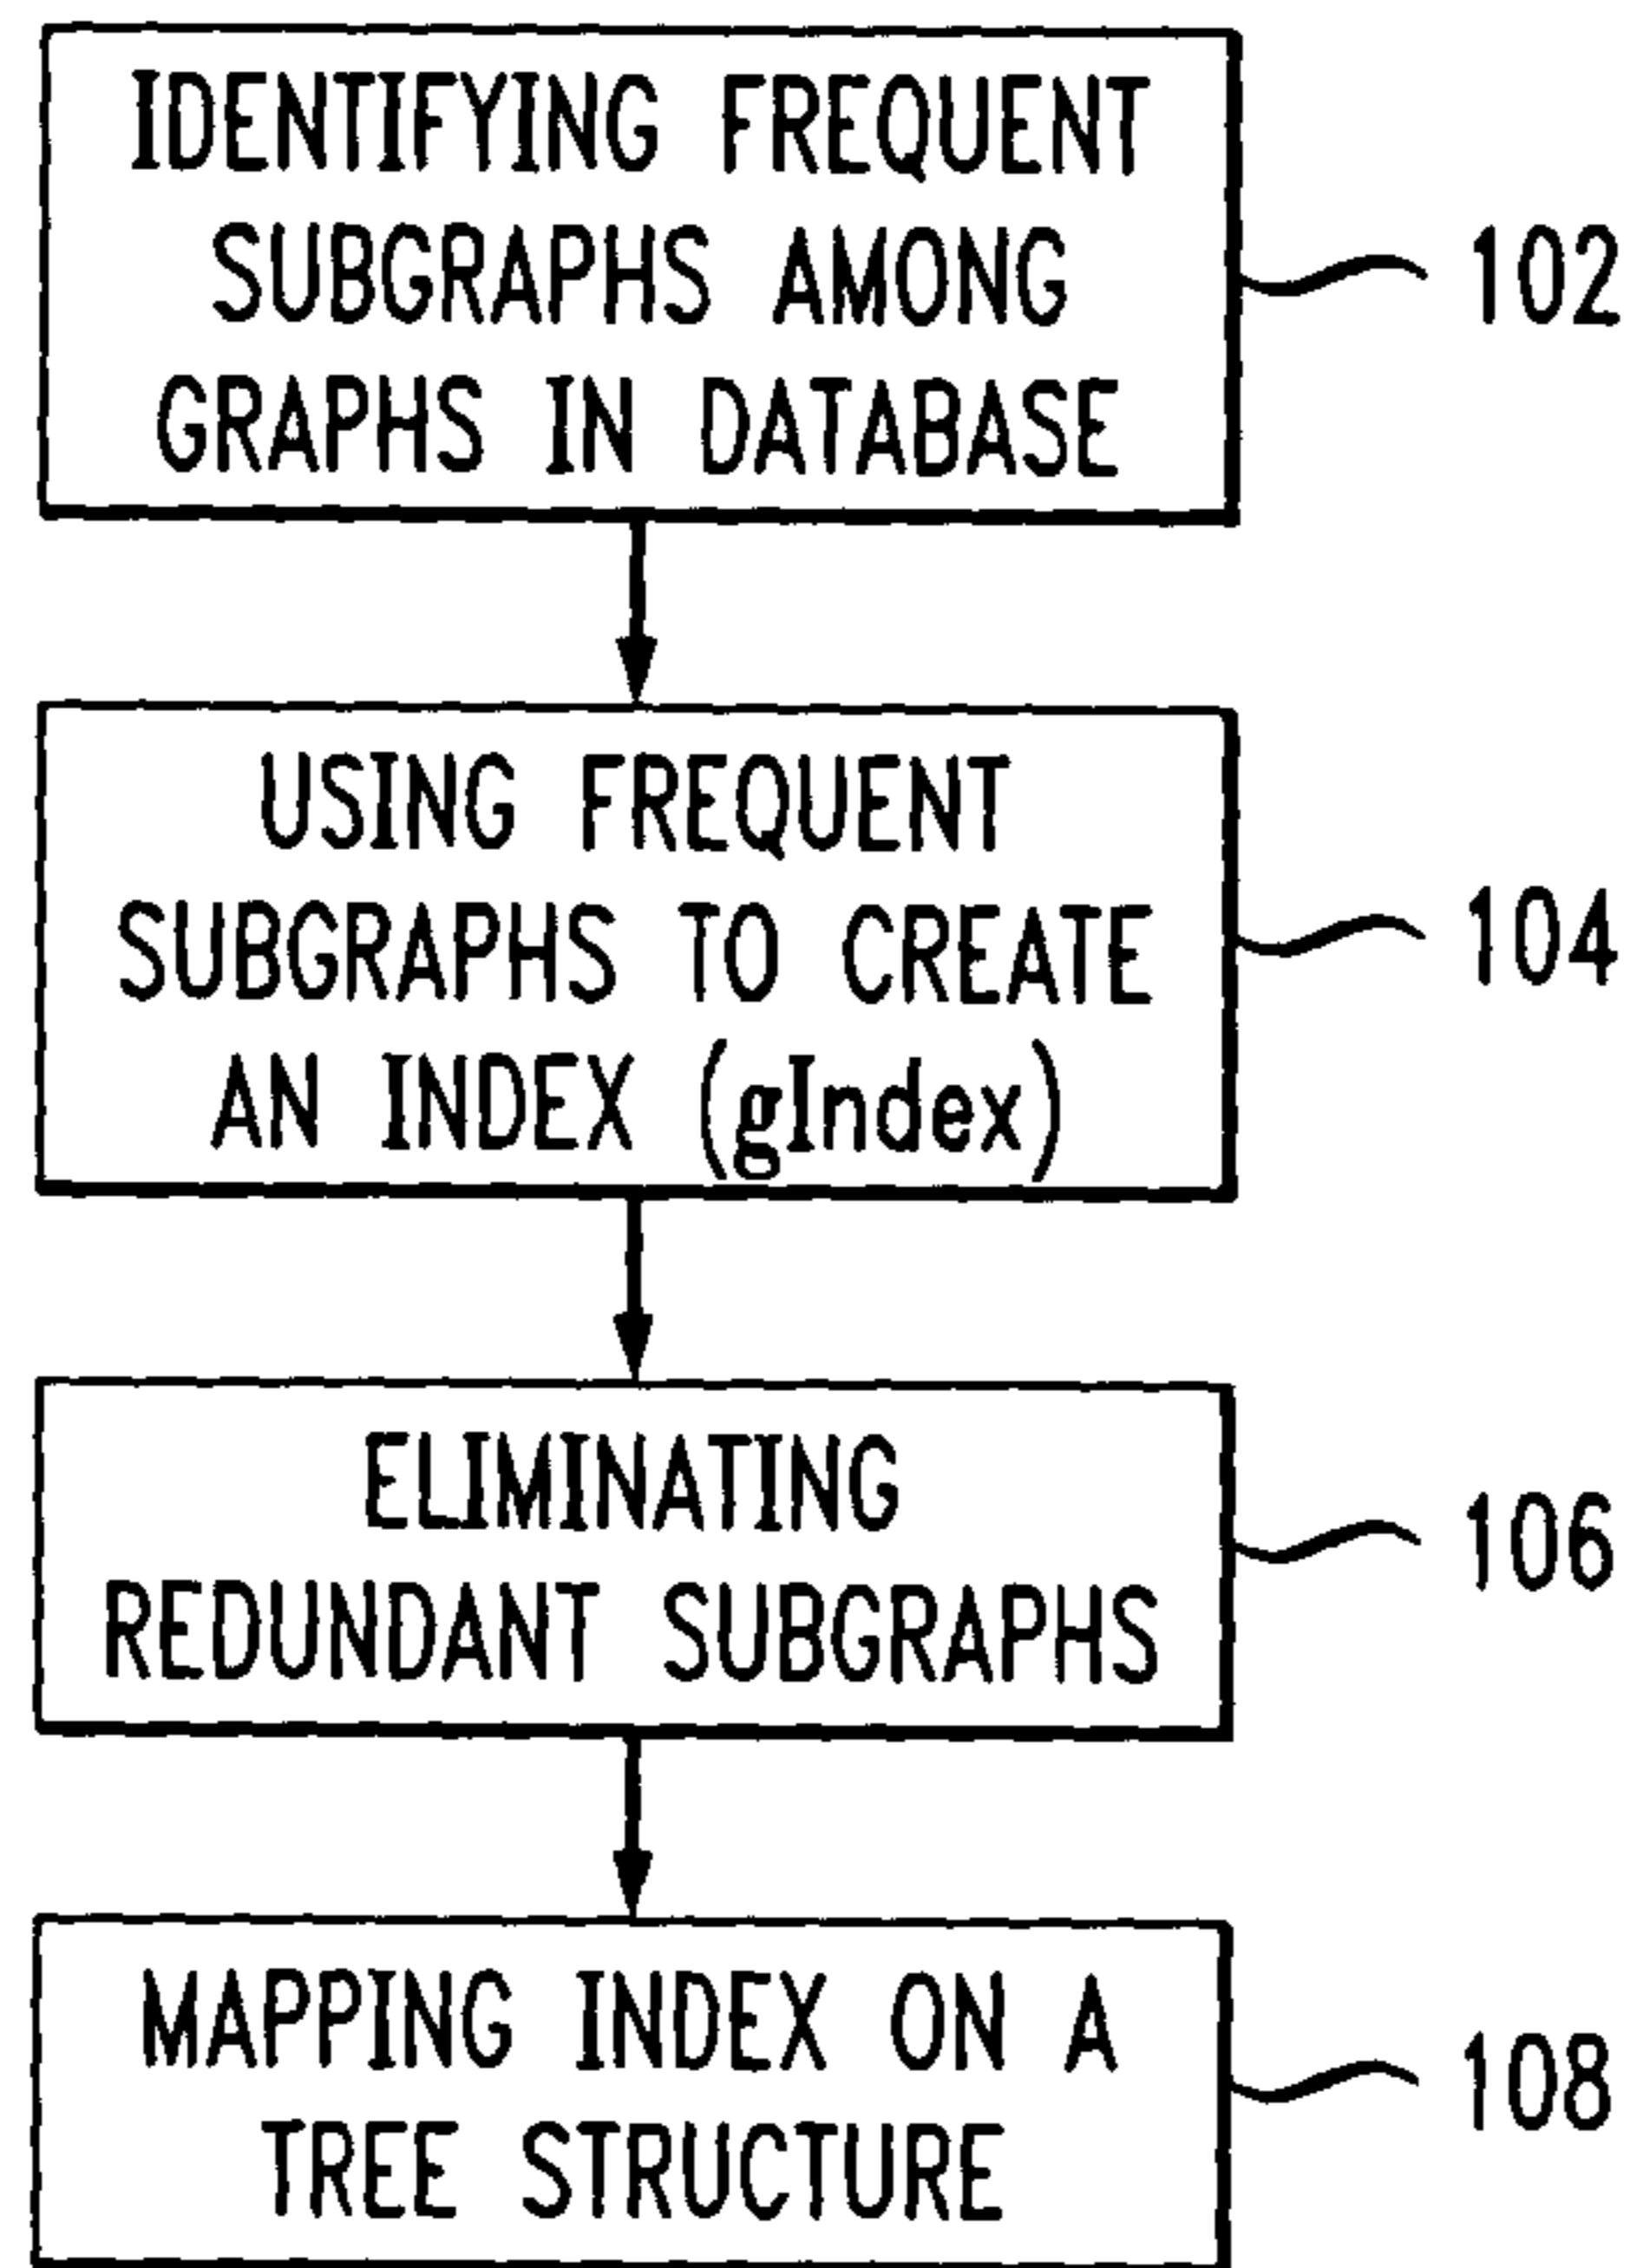 IDENTIFYING FREQUENT
SUBGRAPHS AMONG
GRAPHS IN DATABASE
102
USING FREQUENT
SUBGRAPHS TO CREATE
AN INDEX (gIndex)
104
ELIMINATING
REDUNDANT SUBGRAPHS
106
MAPPING INDEX ON A
TREE STRUCTURE
108